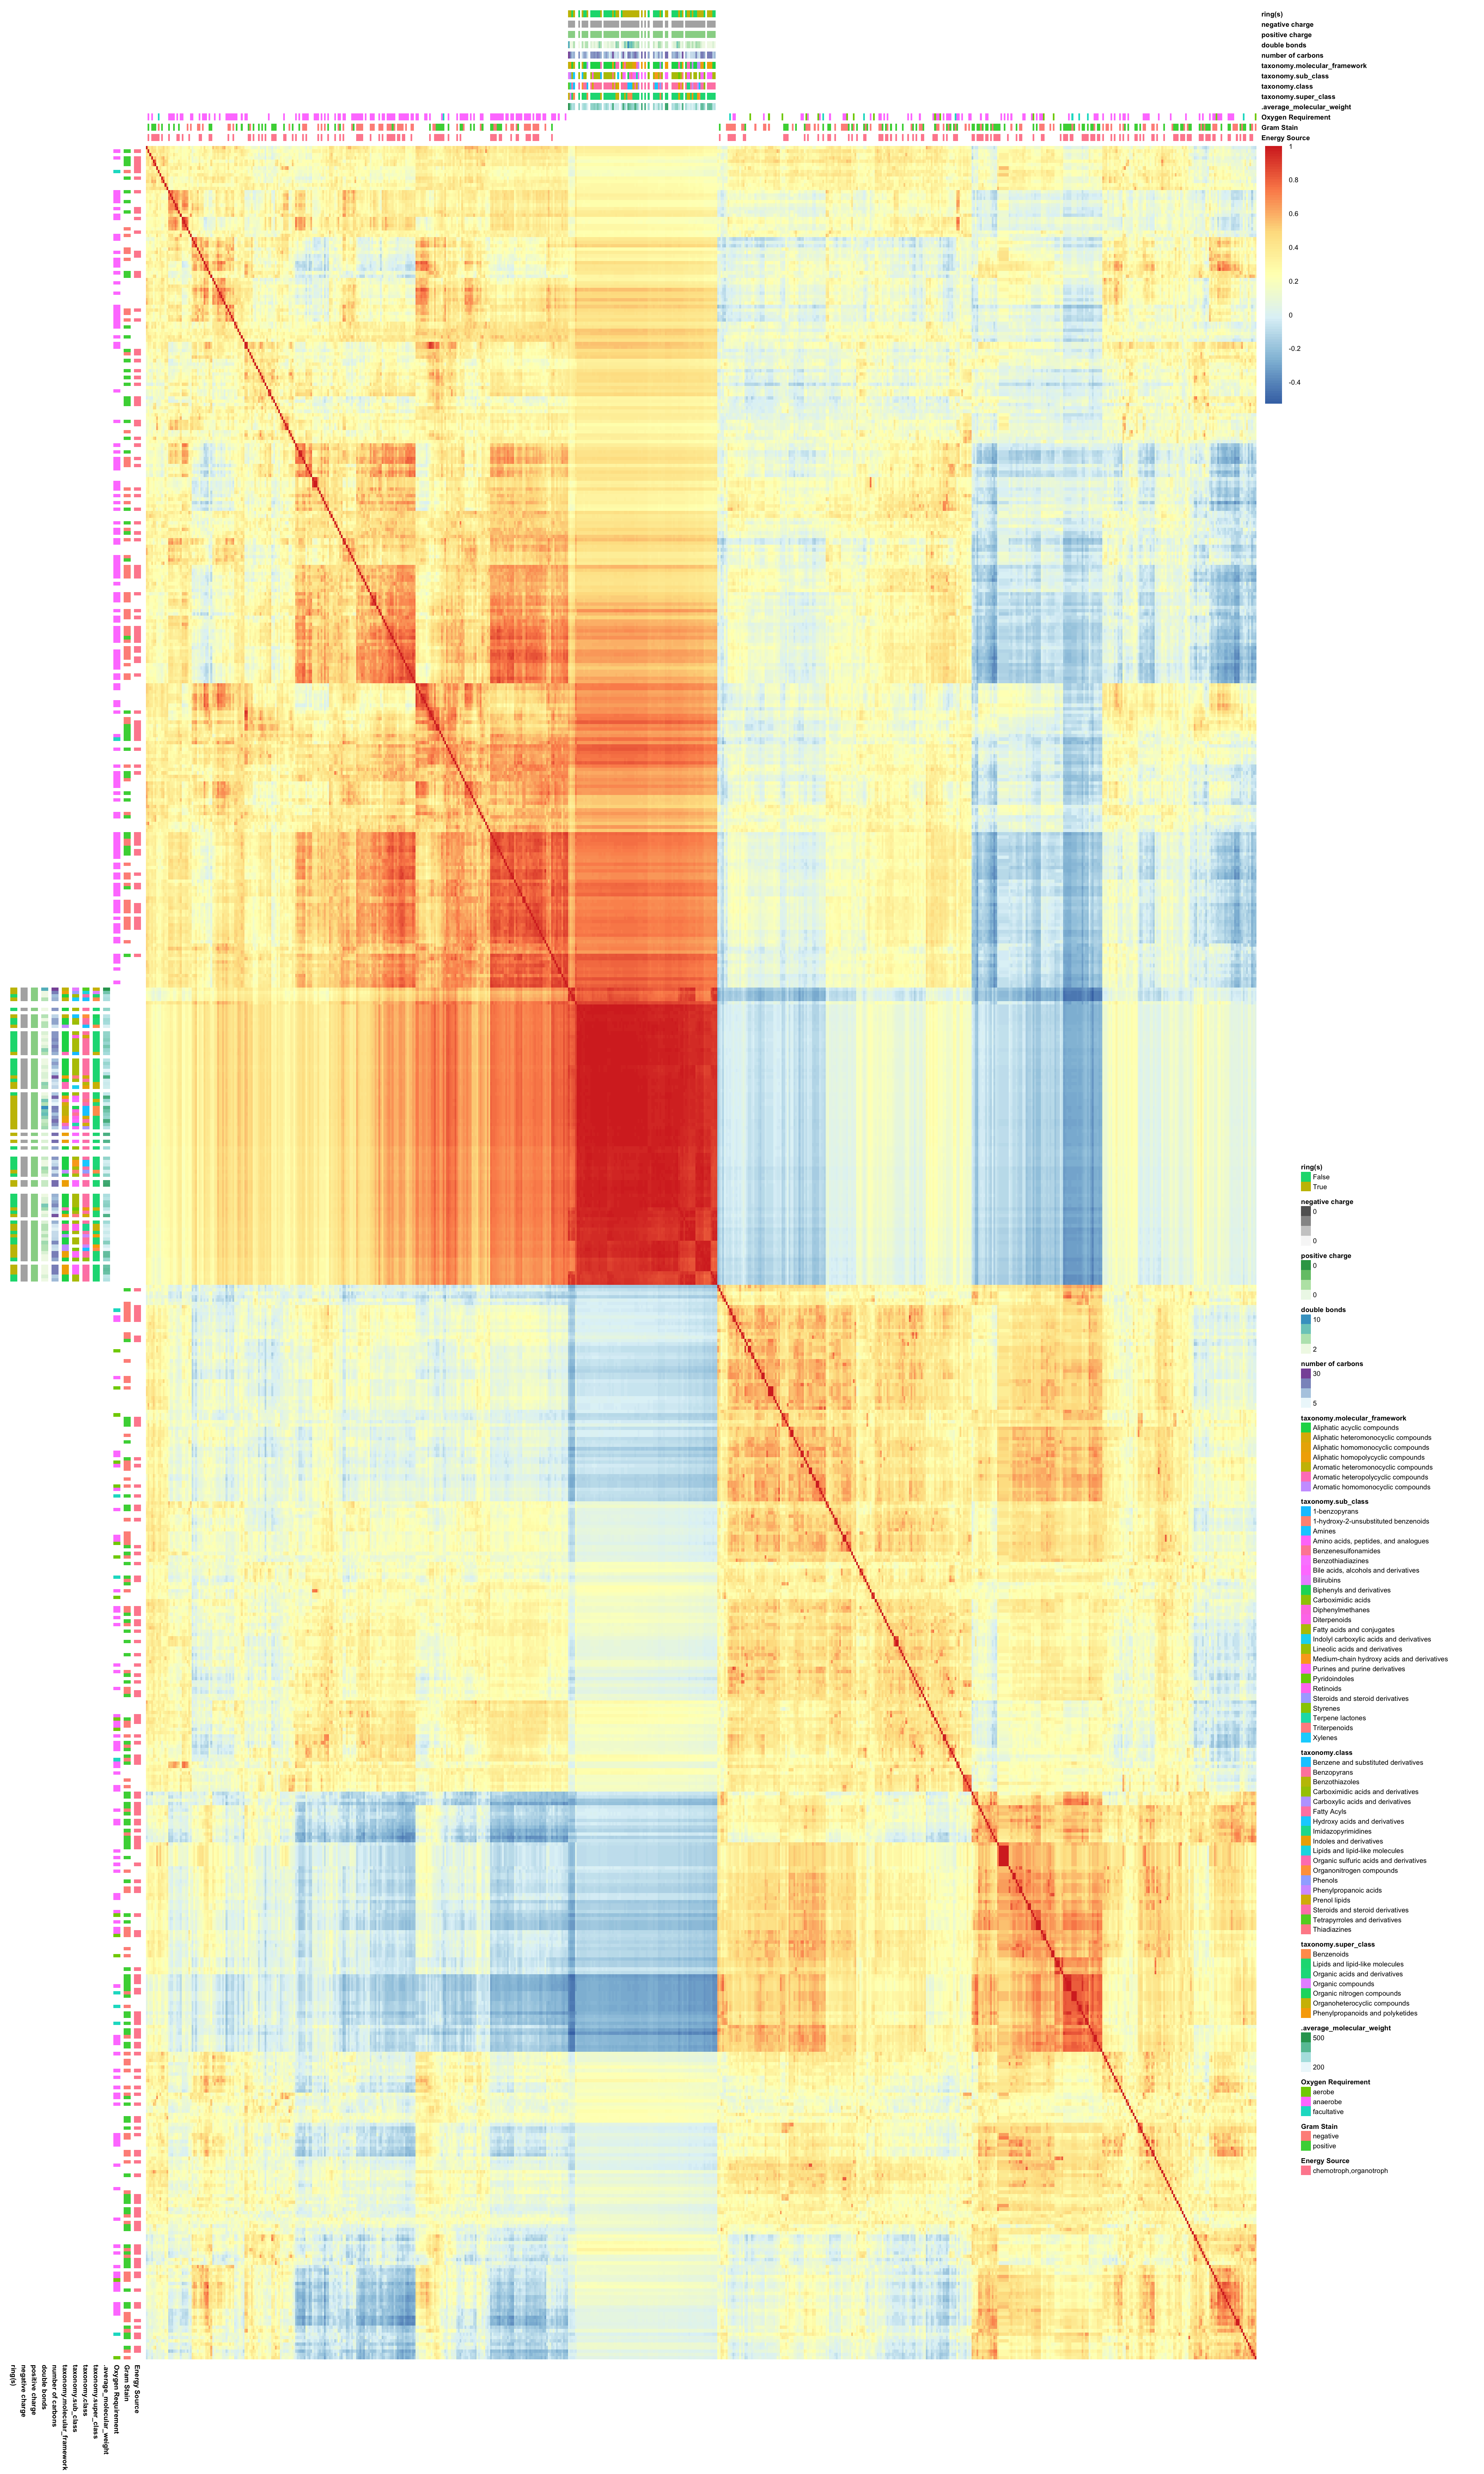 ring(s)
negative charge
positive charge
double bonds
number of carbons
taxonomy.molecular_framework
taxonomy.sub_class
taxonomy.class
taxonomy.super_class
.average_molecular_weight
Oxygen Requirement
Gram Stain
Energy Source
1
0.8
0.6
0.4
0.2
0
-0.2
-0.4
ring(s)
False
True
negative charge
0
0
positive charge
0
0
double bonds
10
2
number of carbons
30
5
taxonomy.molecular_framework
Aliphatic acyclic compounds
Aliphatic heteromonocyclic compounds
Aliphatic homomonocyclic compounds
Aliphatic homopolycyclic compounds
Aromatic heteromonocyclic compounds
Aromatic heteropolycyclic compounds
Aromatic homomonocyclic compounds
taxonomy.sub_class
1-benzopyrans
1-hydroxy-2-unsubstituted benzenoids
Amines
Amino acids, peptides, and analogues
Benzenesulfonamides
Benzothiadiazines
Bile acids, alcohols and derivatives
Bilirubins
Biphenyls and derivatives
Carboximidic acids
Diphenylmethanes
Diterpenoids
Fatty acids and conjugates
Indolyl carboxylic acids and derivatives
Lineolic acids and derivatives
Medium-chain hydroxy acids and derivatives
Purines and purine derivatives
Pyridoindoles
Retinoids
Steroids and steroid derivatives
Styrenes
Terpene lactones
Triterpenoids
Xylenes
taxonomy.class
Benzene and substituted derivatives
Benzopyrans
Benzothiazoles
Carboximidic acids and derivatives
Carboxylic acids and derivatives
Fatty Acyls
Hydroxy acids and derivatives
Imidazopyrimidines
Indoles and derivatives
Lipids and lipid-like molecules
Organic sulfuric acids and derivatives
Organonitrogen compounds
Phenols
Phenylpropanoic acids
Prenol lipids
Steroids and steroid derivatives
Tetrapyrroles and derivatives
Thiadiazines
taxonomy.super_class
Benzenoids
Lipids and lipid-like molecules
Organic acids and derivatives
Organic compounds
Organic nitrogen compounds
Organoheterocyclic compounds
Phenylpropanoids and polyketides
.average_molecular_weight
500
200
Oxygen Requirement
aerobe
anaerobe
facultative
Gram Stain
negative
positive
Energy Source
chemotroph,organotroph
ring(s)
negative charge
positive charge
double bonds
number of carbons
taxonomy.molecular_framework
taxonomy.sub_class
taxonomy.class
taxonomy.super_class
.average_molecular_weight
Oxygen Requirement
Gram Stain
Energy Source